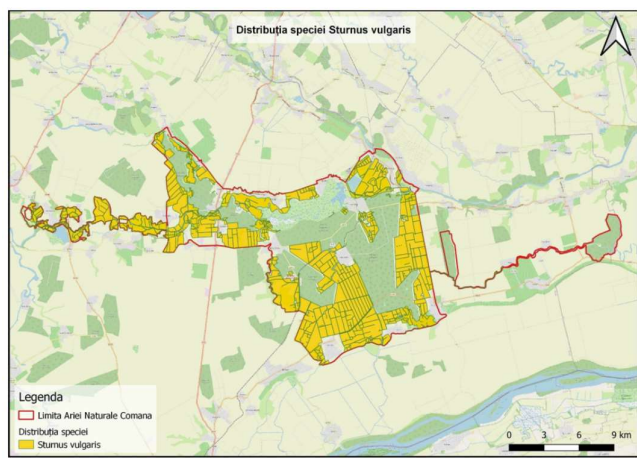 Distribuția speciei Sturnus vulgaris
Legenda
Limita Ariei Naturale Comana
Distribuția speciei
Sturnus vulgaris
0 3 6 9 km